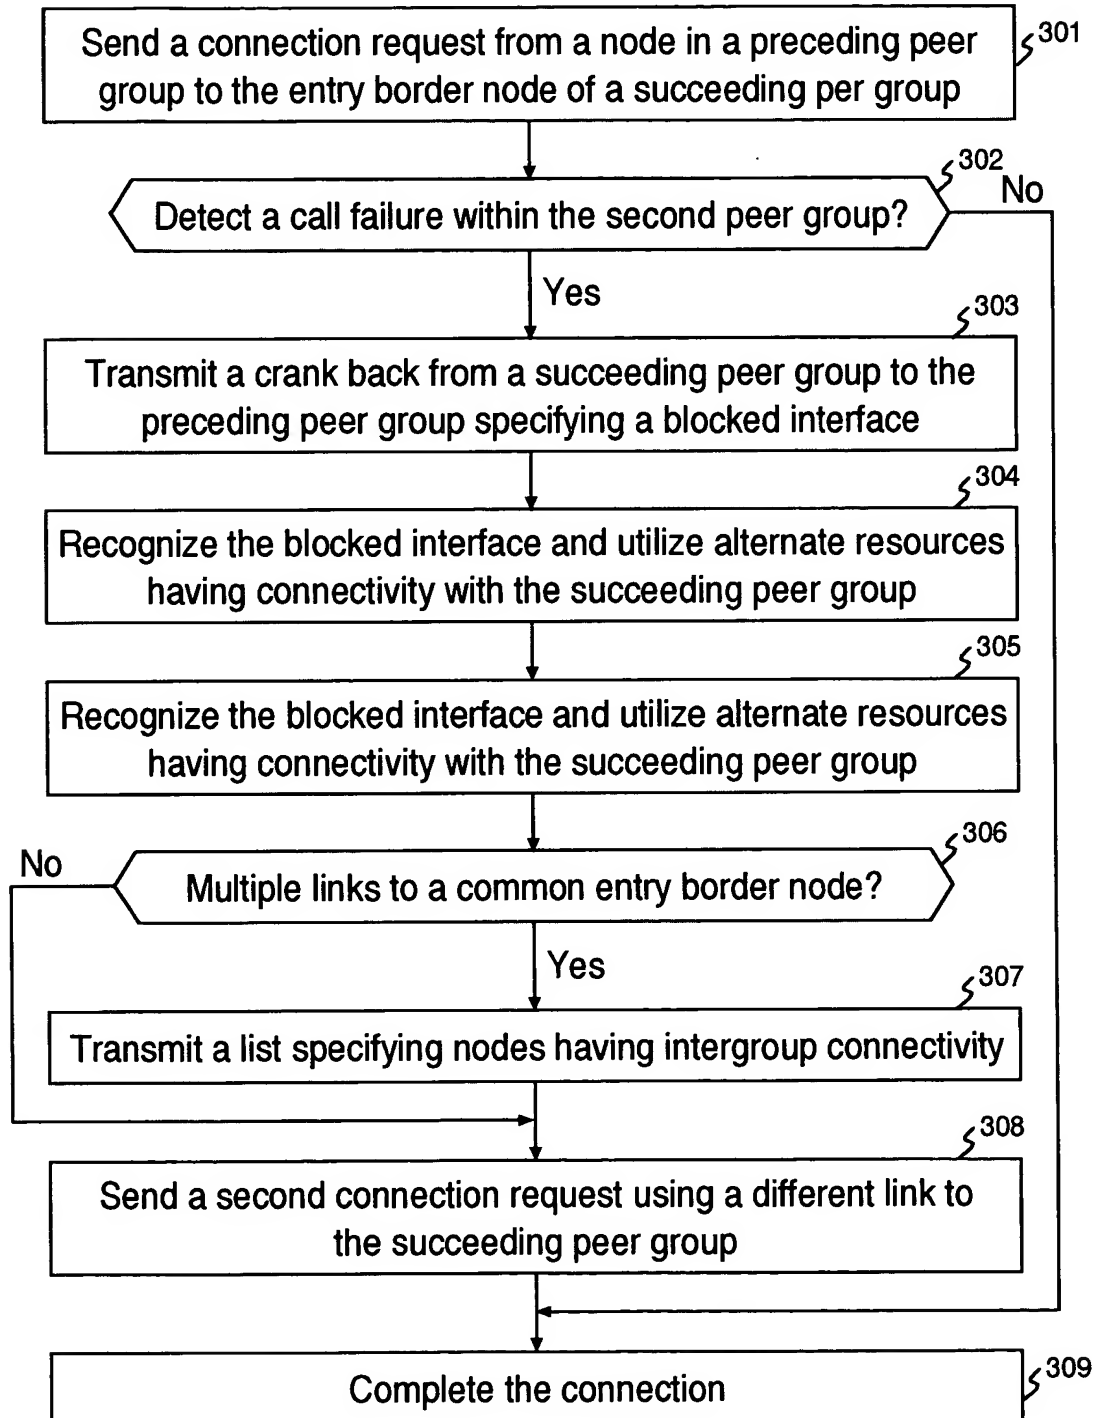 Send a connection request from a node in a preceding peer
group to the entry border node of a succeeding per group
301
302
No
Detect a call failure within the second peer group?
Yes
303
Transmit a crank back from a succeeding peer group to the
preceding peer group specifying a blocked interface
304
Recognize the blocked interface and utilize alternate resources
having connectivity with the succeeding peer group
305
Recognize the blocked interface and utilize alternate resources
having connectivity with the succeeding peer group
306
No
Multiple links to a common entry border node?
Yes
307
Transmit a list specifying nodes having intergroup connectivity
308
Send a second connection request using a different link to
the succeeding peer group
Complete the connection
309